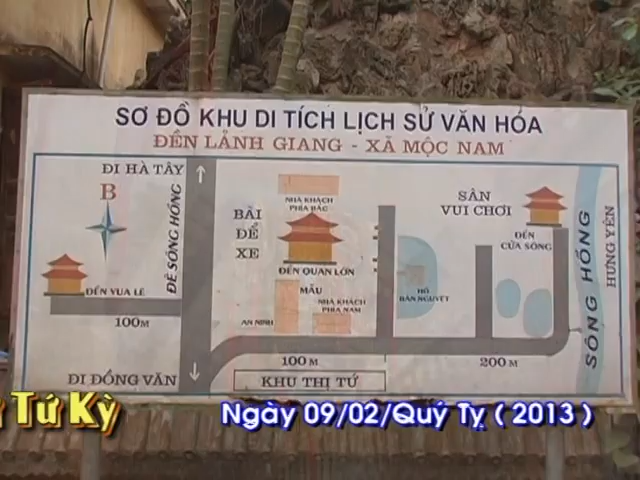 SƠ ĐỒ KHU DI TÍCH LỊCH SỬ VĂN HÓA
ĐỀN LẢNH GIANG - XÃ MỘC NAM
ĐI HÀ TÂY
B
ĐÊ SÔNG HỒNG
BÃI
ĐỂ
XE
NHÀ KHÁCH
PHÍA BẮC
ĐỀN QUAN LỚN
SÂN
VUI CHƠI
ĐỀN
CỬA SÔNG
SÔNG HỒNG
HƯNG YÊN
ĐỀN VUA LÊ
100M
MẪU
NHÀ KHÁCH
PHÍA NAM
AN NINH
HỒ
BÁN NGUYỆT
100 M
200 M
ĐI ĐỒNG VĂN
KHU THỊ TỨ
Tứ Kỳ
Ngày 09/02/Quý Tỵ ( 2013 )